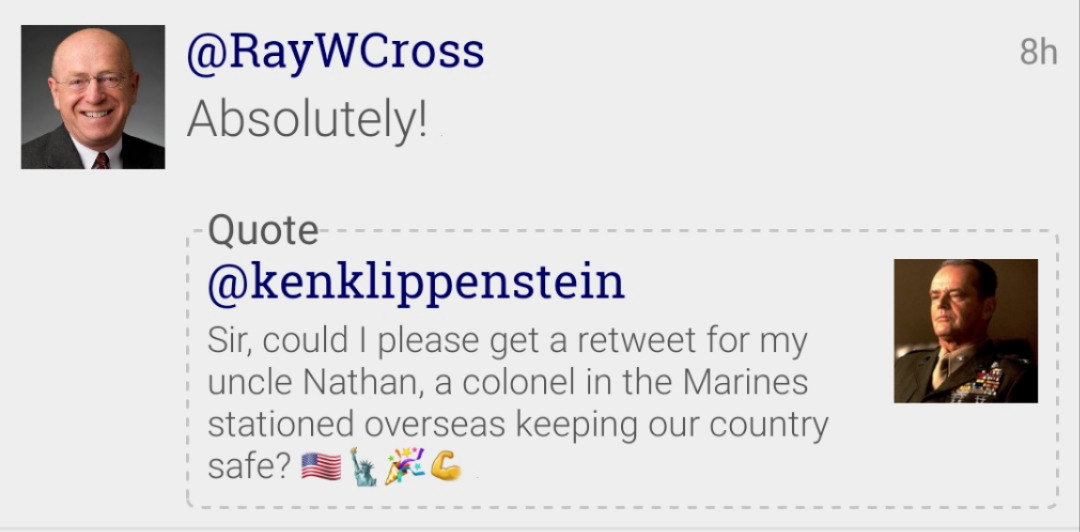 @RayWCross
8h
Absolutely!
Quote
@kenklippenstein
Sir, could I please get a retweet for my
uncle Nathan, a colonel in the Marines
stationed overseas keeping our country
safe? 🇺🇸🗽🎉💪